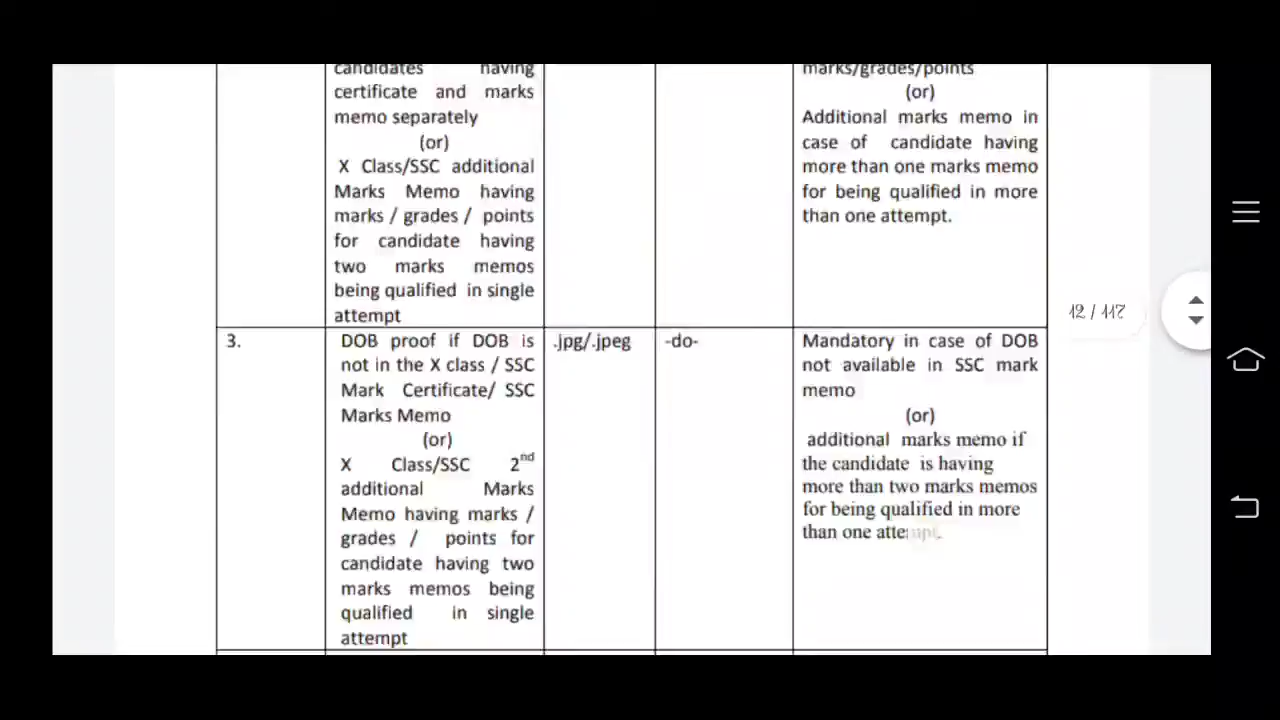 candidates having
certificate and marks
memo separately
(or)
X Class/SSC additional
Marks Memo having
marks / grades / points
for candidate having
two marks memos
being qualified in single
attempt
marks/grades/points
(or)
Additional marks memo in
case of candidate having
more than one marks memo
for being qualified in more
than one attempt.
3.
DOB proof if DOB is
not in the X class / SSC
Mark Certificate/ SSC
Marks Memo
(or)
X Class/SSC 2nd
additional Marks
Memo having marks /
grades / points for
candidate having two
marks memos being
qualified in single
attempt
.jpg/.jpeg
-do-
Mandatory in case of DOB
not available in SSC mark
memo
(or)
additional marks memo if
the candidate is having
more than two marks memos
for being qualified in more
than one attempt.
12 / 117